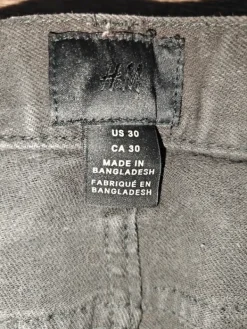 H&M
US 30
CA 30
MADE IN
BANGLADESH
FABRIQUÉ EN
BANGLADESH